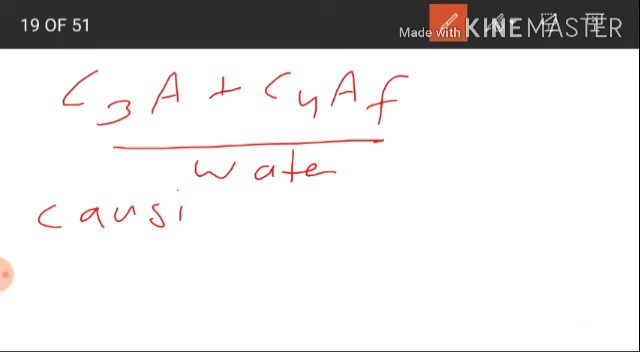 19 OF 51
Made with KINEMASTER
C3A + C4Af
water
causi